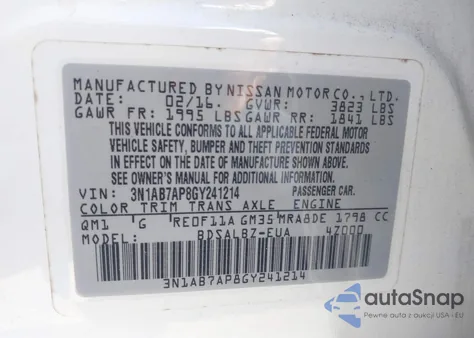 MANUFACTURED BY NISSAN MOTOR CO., LTD.
DATE: 02/16. GVWR: 3823 LBS
GAWR FR: 1995 LBS GAWR RR: 1841 LBS
THIS VEHICLE CONFORMS TO ALL APPLICABLE FEDERAL MOTOR
VEHICLE SAFETY, BUMPER AND THEFT PREVENTION STANDARDS
IN EFFECT ON THE DATE OF MANUFACTURE SHOWN ABOVE.
SEE OWNER'S MANUAL FOR ADDITIONAL INFORMATION.
VIN: 3N1AB7AP8GY241214 PASSENGER CAR.
COLOR TRIM TRANS AXLE ENGINE
QM1 G RE0F11A GM35 MRA8DE 1798 CC
MODEL: BDSALBZ-EUA 4Z000
3N1AB7AP8GY241214
autaSnap
Pewne auta z ubezpieczeń USA - EU